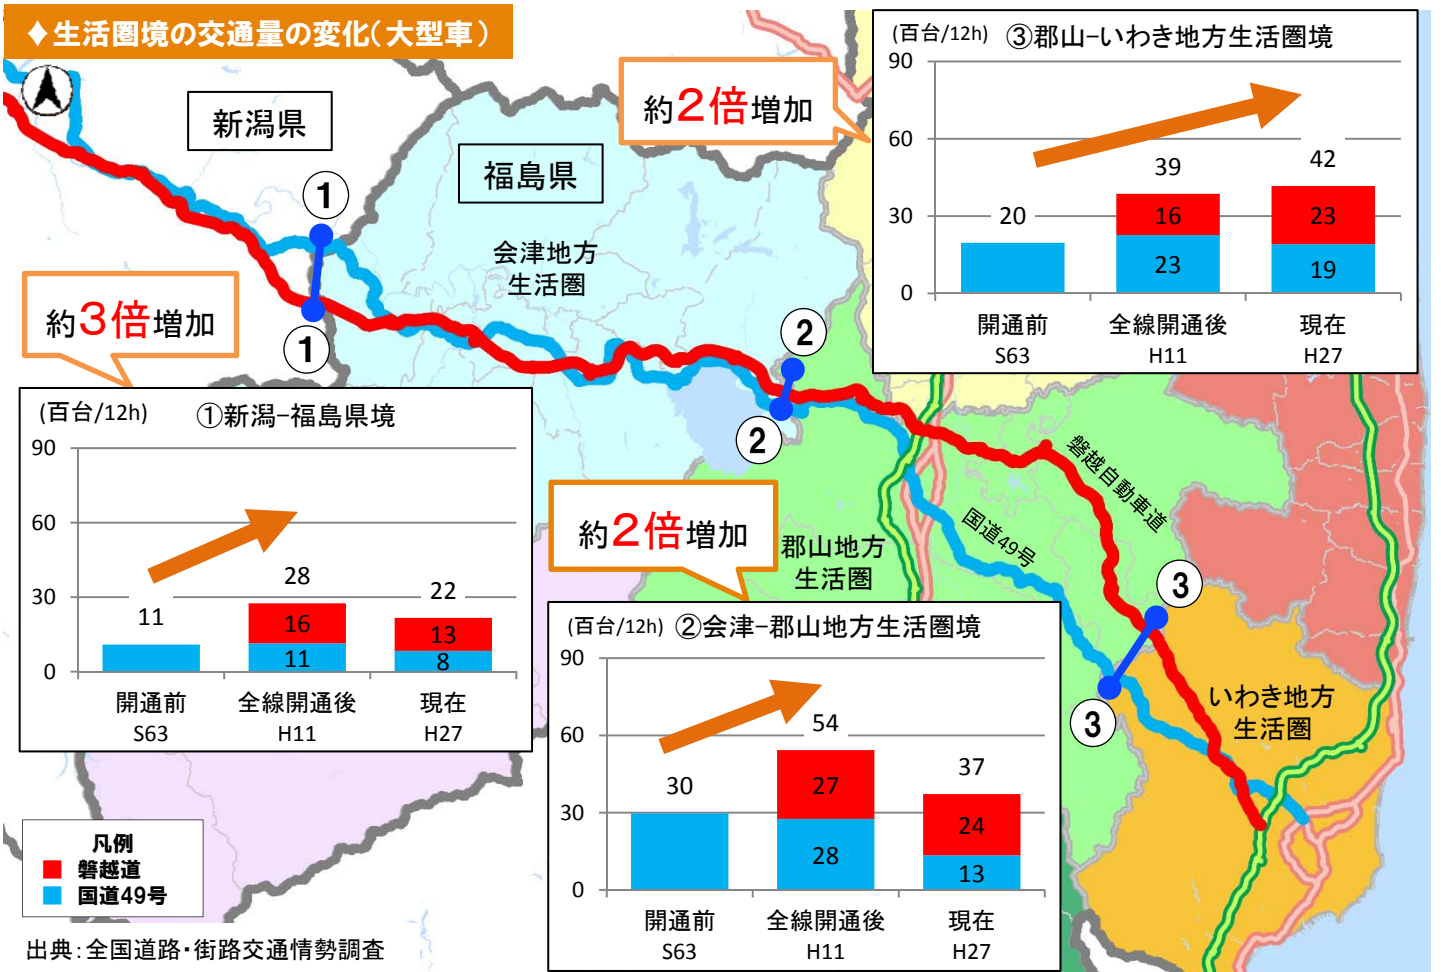 ◆生活圏境の交通量の変化(大型車)
新潟県
福島県
会津地方
生活圏
郡山地方
生活圏
いわき地方
生活圏
磐越自動車道
国道49号
①
①
②
②
③
③
約3倍増加
(百台/12h) ①新潟−福島県境
90
60
30
0
11
28
16
11
22
13
8
開通前 全線開通後 現在
S63 H11 H27
約2倍増加
(百台/12h) ②会津−郡山地方生活圏境
90
60
30
0
30
54
27
28
37
24
13
開通前 全線開通後 現在
S63 H11 H27
約2倍増加
(百台/12h) ③郡山−いわき地方生活圏境
90
60
30
0
20
39
16
23
42
23
19
開通前 全線開通後 現在
S63 H11 H27
凡例
磐越道
国道49号
出典：全国道路・街路交通情勢調査